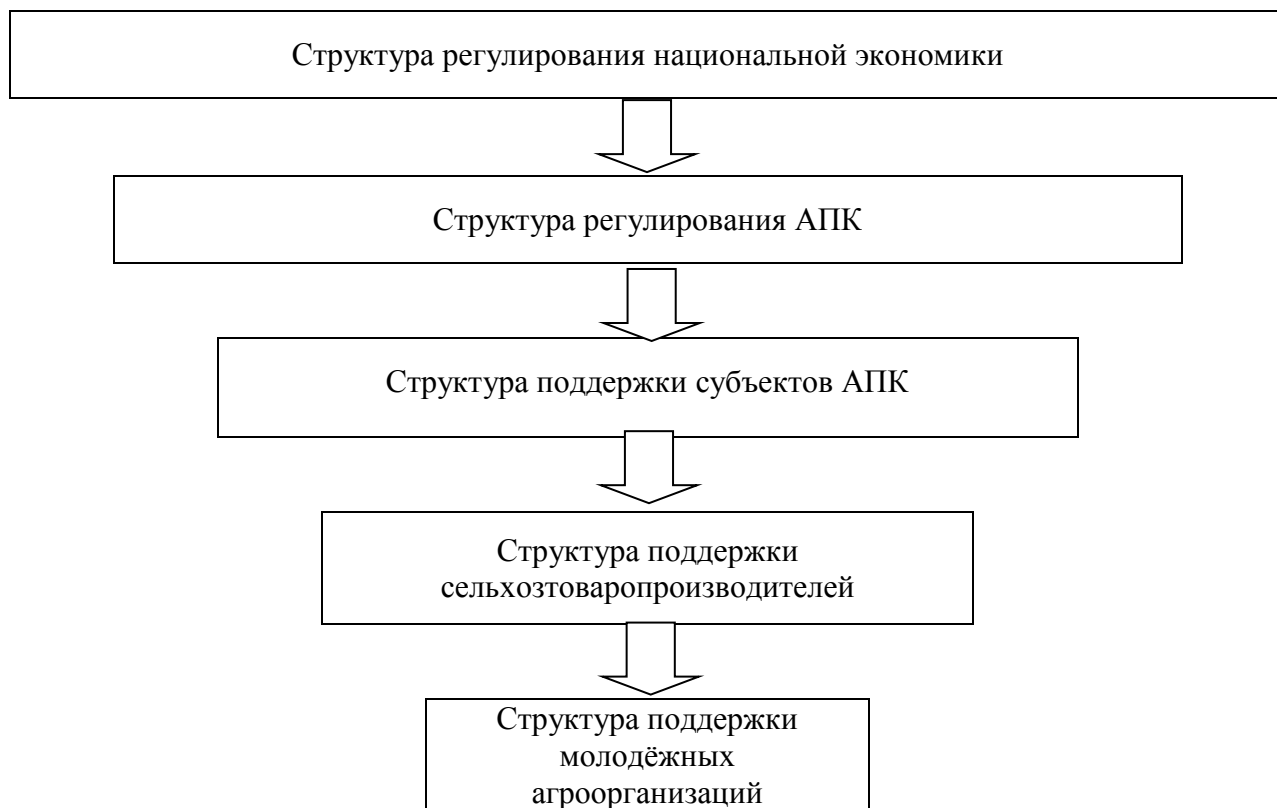 Структура регулирования национальной экономики
Структура регулирования АПК
Структура поддержки субъектов АПК
Структура поддержки
сельхозтоваропроизводителей
Структура поддержки
молодёжных
агроорганизаций